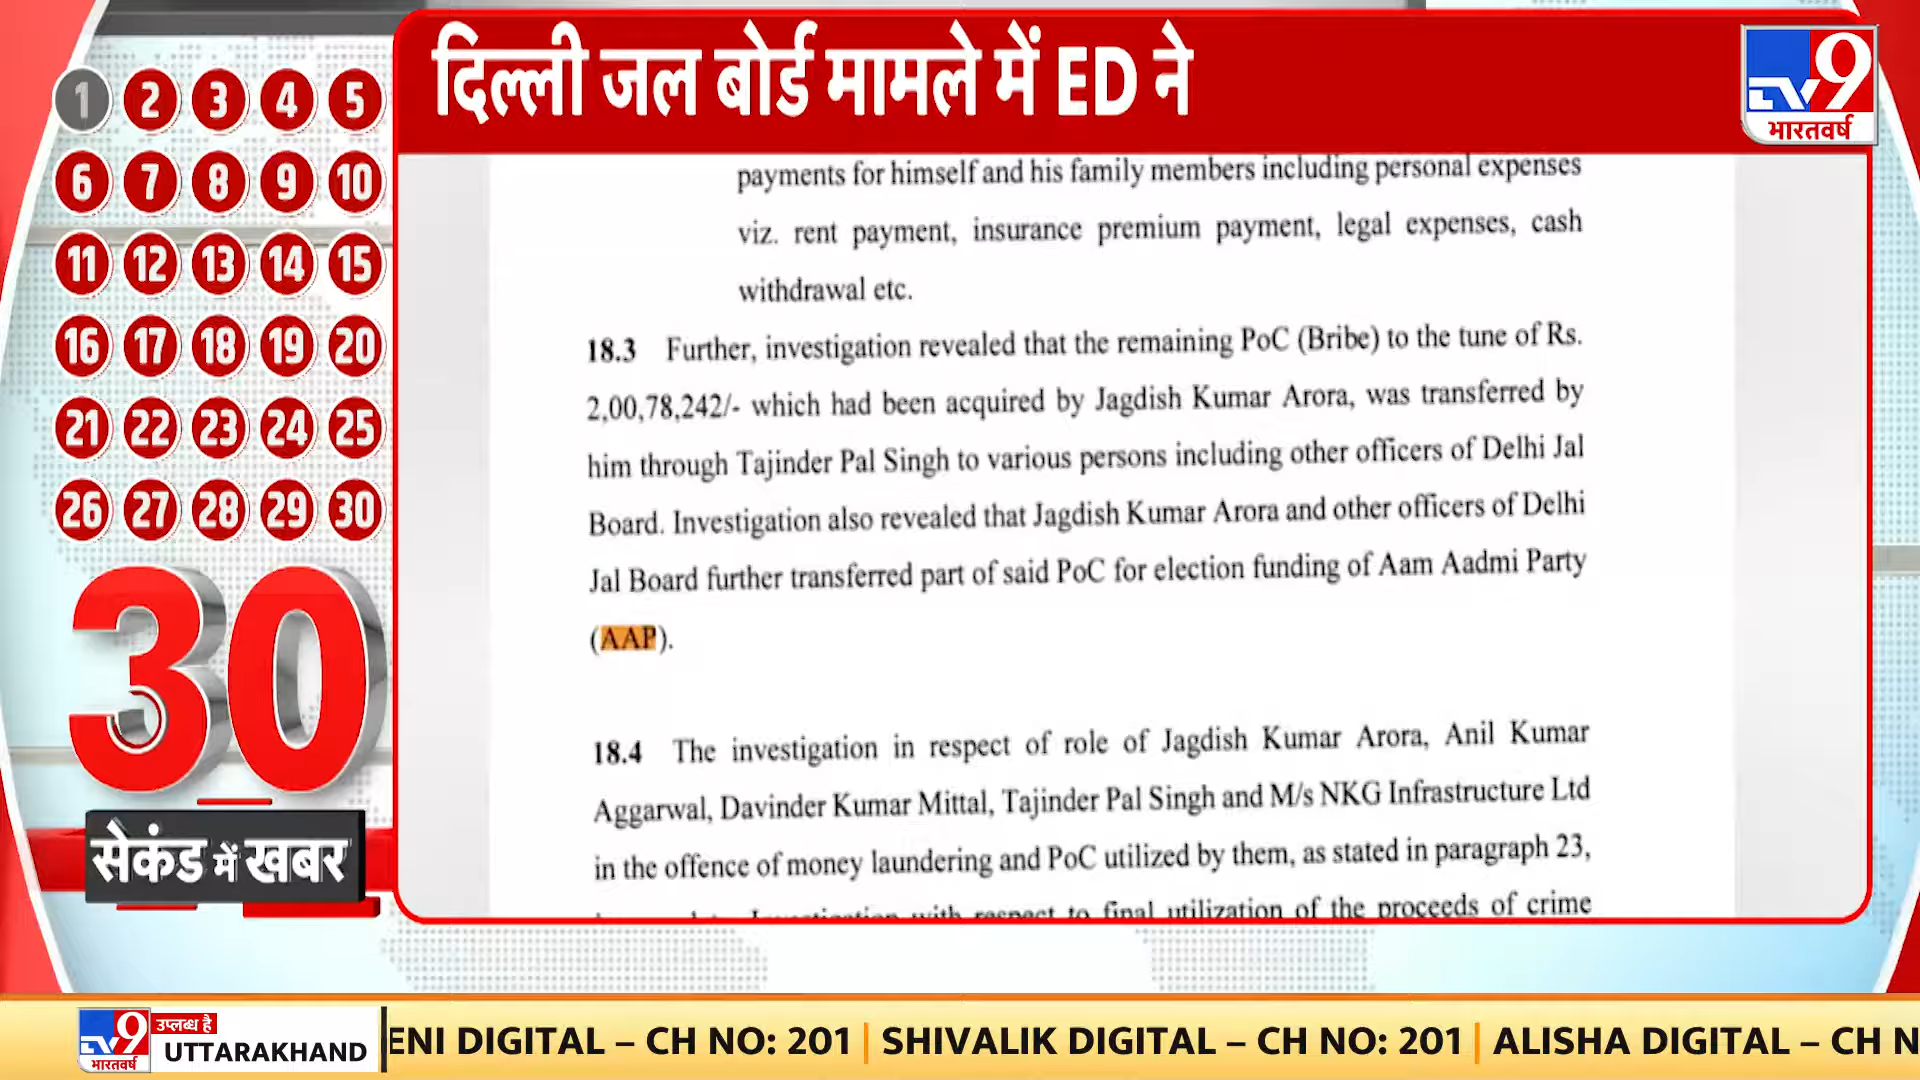 दिल्ली जल बोर्ड मामले में ED ने
TV9
भारतवर्ष
1 2 3 4 5
6 7 8 9 10
11 12 13 14 15
16 17 18 19 20
21 22 23 24 25
26 27 28 29 30
30
सेकंड में खबर
payments for himself and his family members including personal expenses
viz. rent payment, insurance premium payment, legal expenses, cash
withdrawal etc.
18.3 Further, investigation revealed that the remaining PoC (Bribe) to the tune of Rs.
2,00,78,242/- which had been acquired by Jagdish Kumar Arora, was transferred by
him through Tajinder Pal Singh to various persons including other officers of Delhi Jal
Board. Investigation also revealed that Jagdish Kumar Arora and other officers of Delhi
Jal Board further transferred part of said PoC for election funding of Aam Aadmi Party
(AAP).
18.4 The investigation in respect of role of Jagdish Kumar Arora, Anil Kumar
Aggarwal, Davinder Kumar Mittal, Tajinder Pal Singh and M/s NKG Infrastructure Ltd
in the offence of money laundering and PoC utilized by them, as stated in paragraph 23,
Investigation with respect to final utilization of the proceeds of crime
TV9
भारतवर्ष
उप्लब्ध है
UTTARAKHAND
ENI DIGITAL – CH NO: 201 | SHIVALIK DIGITAL – CH NO: 201 | ALISHA DIGITAL – CH N